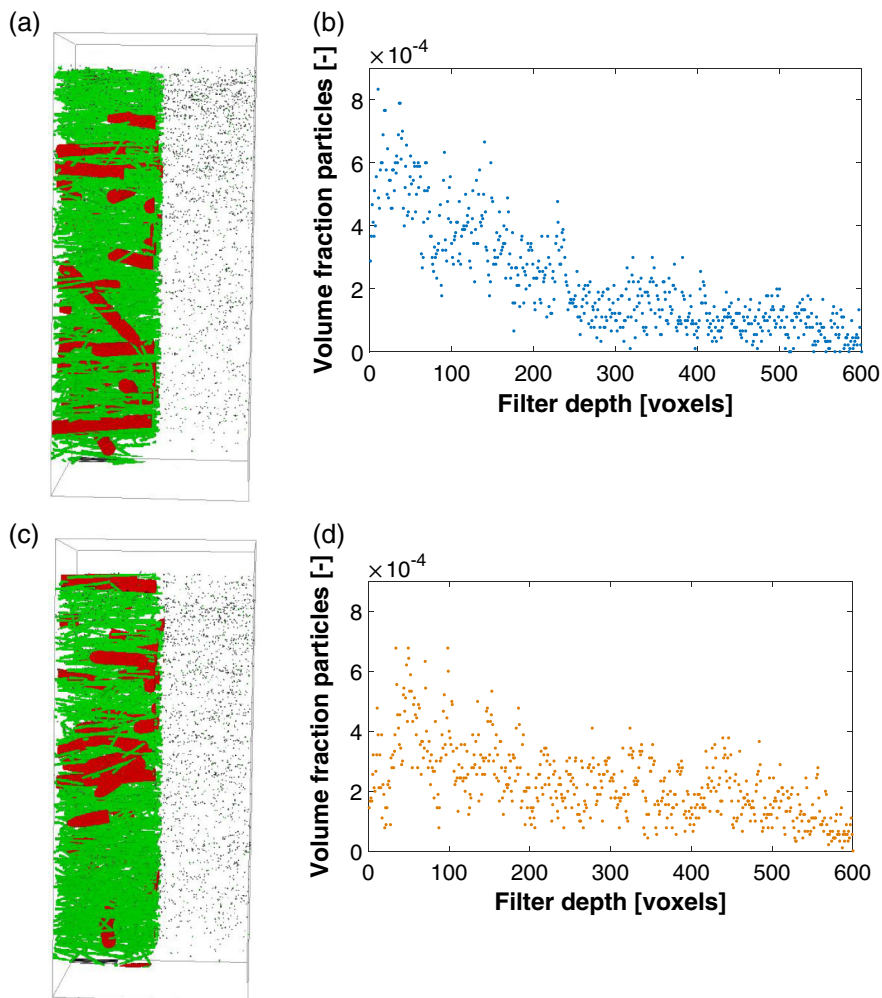 (a)
(b)
×10⁻⁴
Volume fraction particles [-]
8
6
4
2
0
0 100 200 300 400 500 600
Filter depth [voxels]
(c)
(d)
×10⁻⁴
Volume fraction particles [-]
8
6
4
2
0
0 100 200 300 400 500 600
Filter depth [voxels]